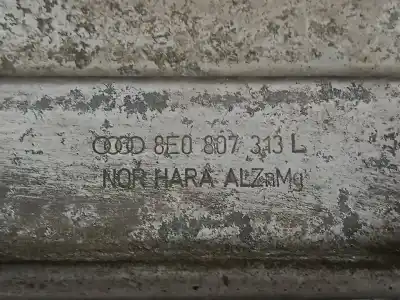 8E0 807 313 L
NOR HARA ALZnMg